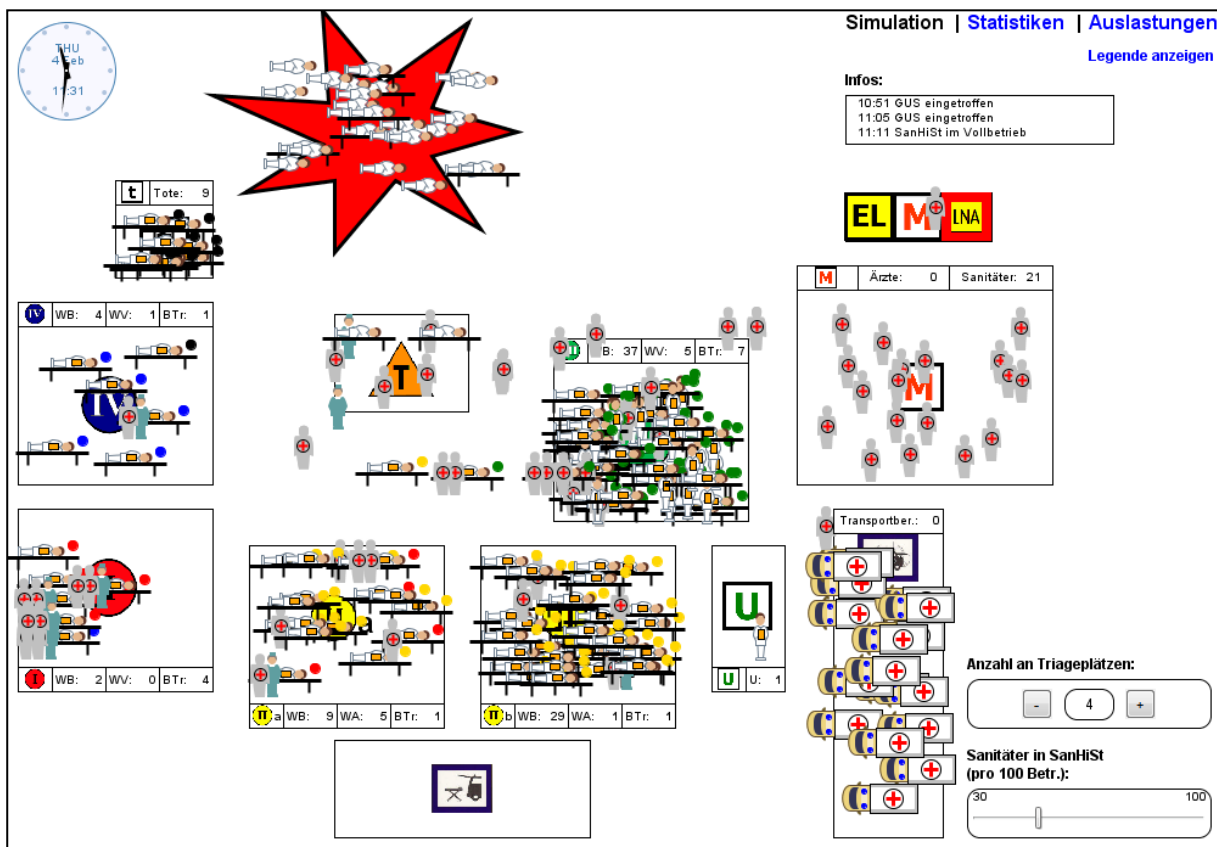 Simulation | Statistiken | Auslastungen
Legende anzeigen
THU
4 Feb
11:31
Infos:
10:51 GUS eingetroffen
11:05 GUS eingetroffen
11:11 SanHiSt im Vollbetrieb
t Tote: 9
EL M LNA
M Ärzte: 0 Sanitäter: 21
IV WB: 4 WV: 1 BTr: 1
B: 37 WV: 5 BTr: 7
T
M
IV
Transportber.: 0
U
Anzahl an Triageplätzen:
- 4 +
I WB: 2 WV: 0 BTr: 4
U U: 1
II a WB: 9 WA: 5 BTr: 1
II b WB: 29 WA: 1 BTr: 1
Sanitäter in SanHiSt
(pro 100 Betr.):
30 100